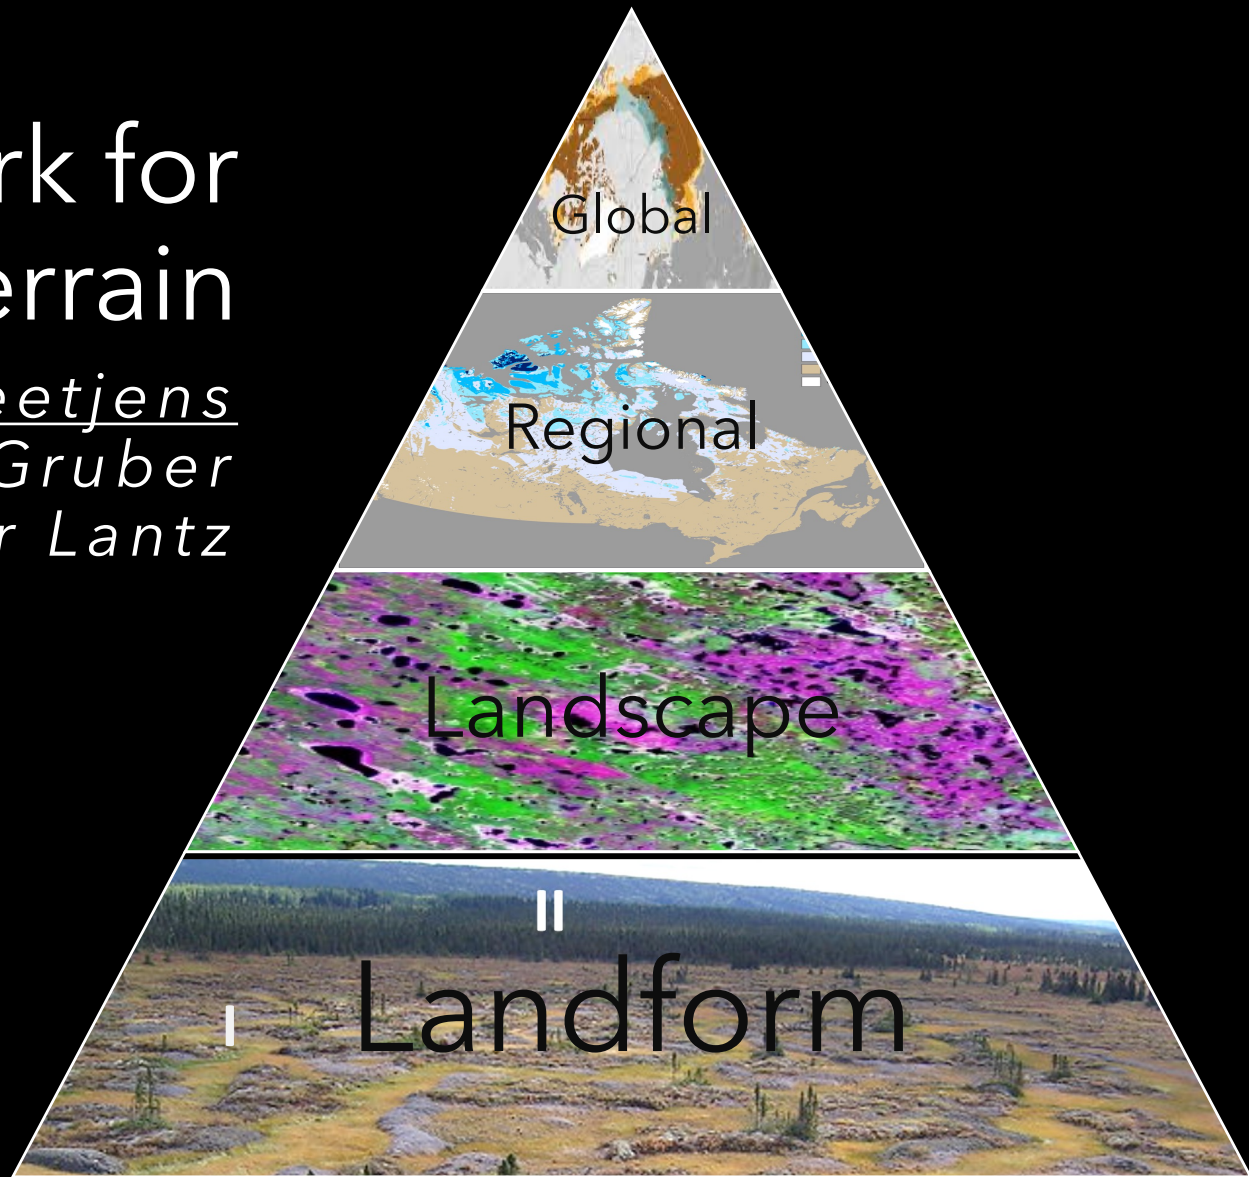 rk for
errain
eetjens
Gruber
r Lantz
Global
Regional
Landscape
II
Landform
I